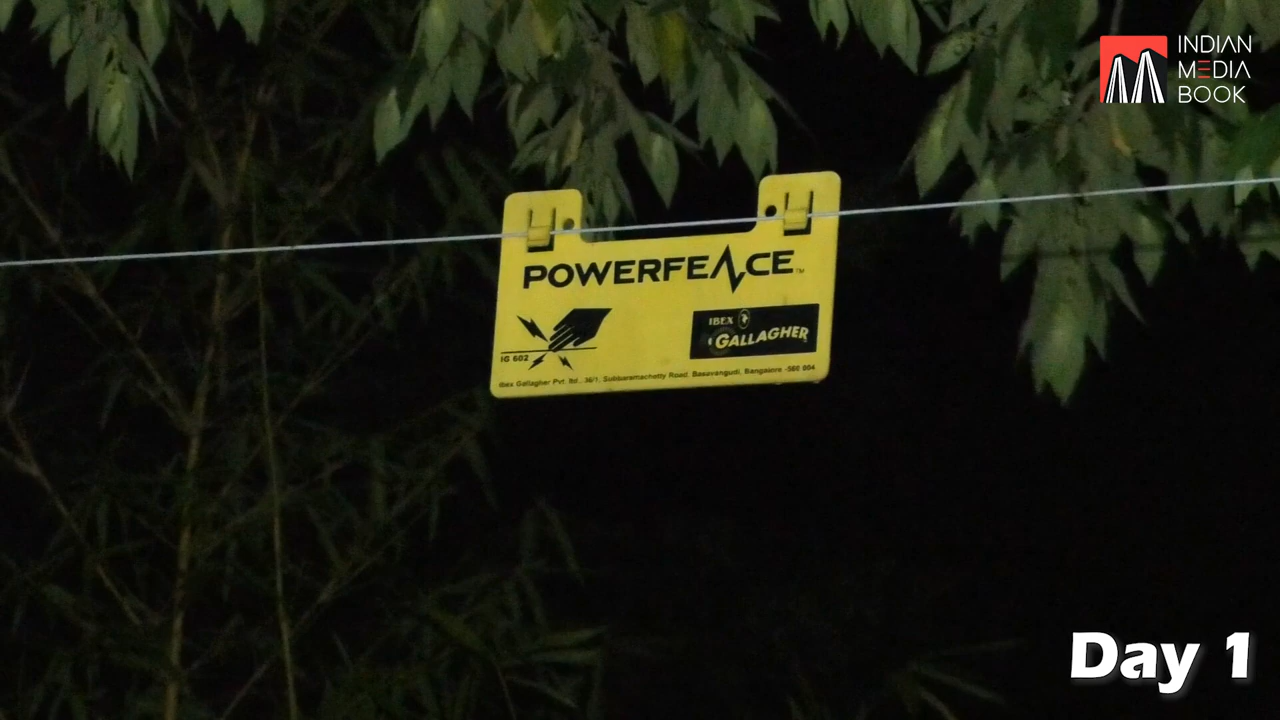 INDIAN
MEDIA
BOOK
POWERFENCE™
IBEX
GALLAGHER
IG 602
Ibex Gallagher Pvt. ltd., 36/1, Subbaramachetty Road, Basavangudi, Bangalore -560 004
Day 1